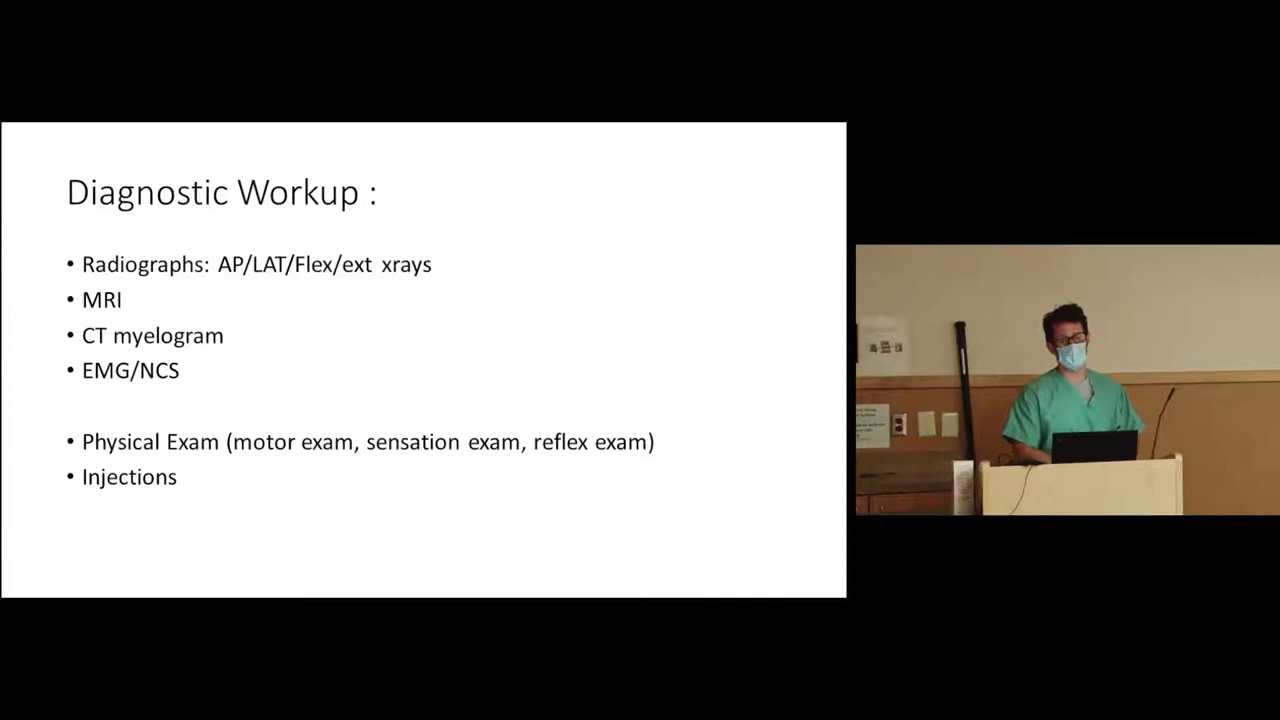 Diagnostic Workup :
• Radiographs: AP/LAT/Flex/ext xrays
• MRI
• CT myelogram
• EMG/NCS
• Physical Exam (motor exam, sensation exam, reflex exam)
• Injections